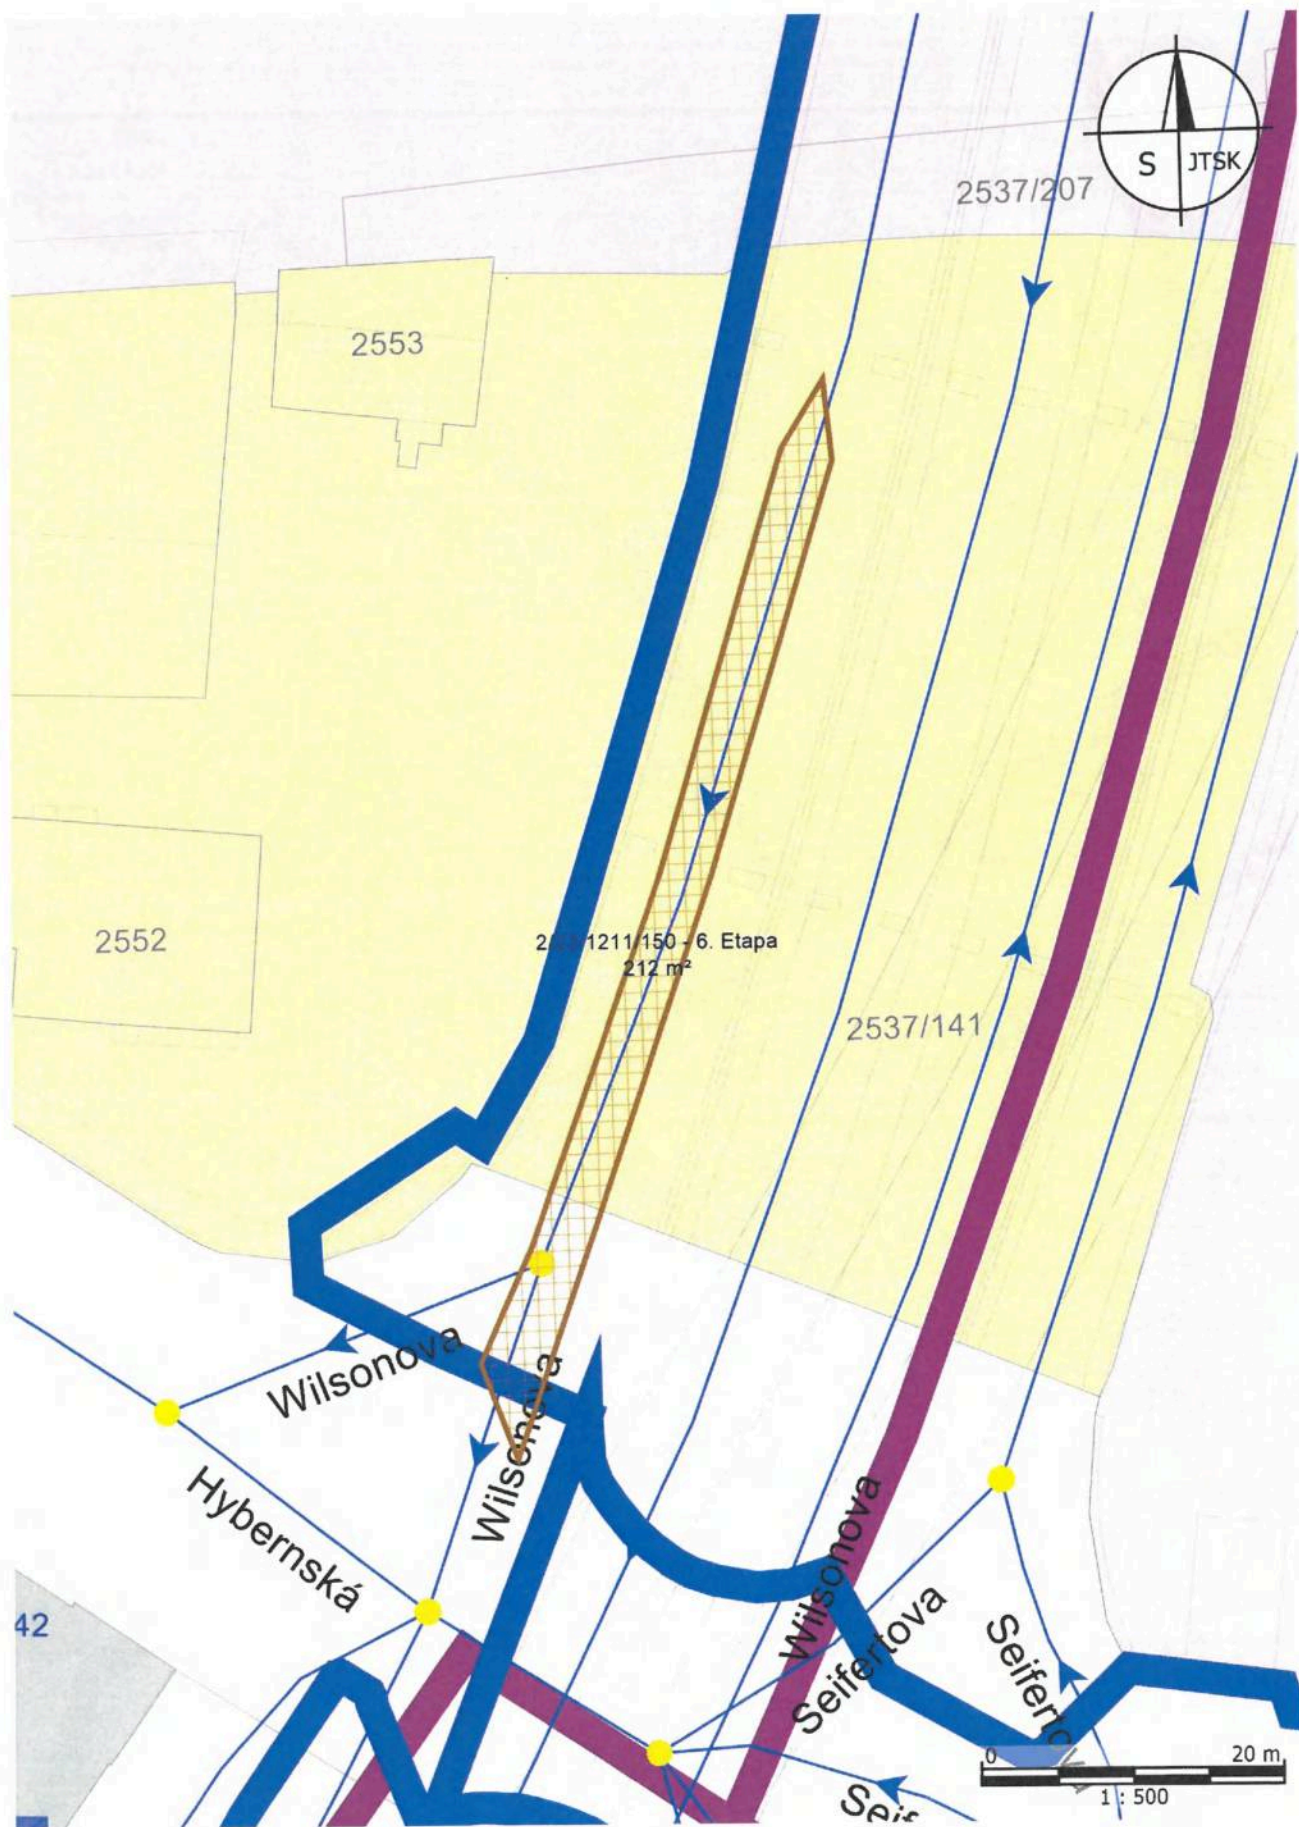 2537/207
S JTSK
2553
1211/150 - 6. Etapa
212 m²
2552
2537/141
Wilsonova
Wilsonova
Hybernská
Wilsonova
Seifertova
42
0 20 m
1 : 500